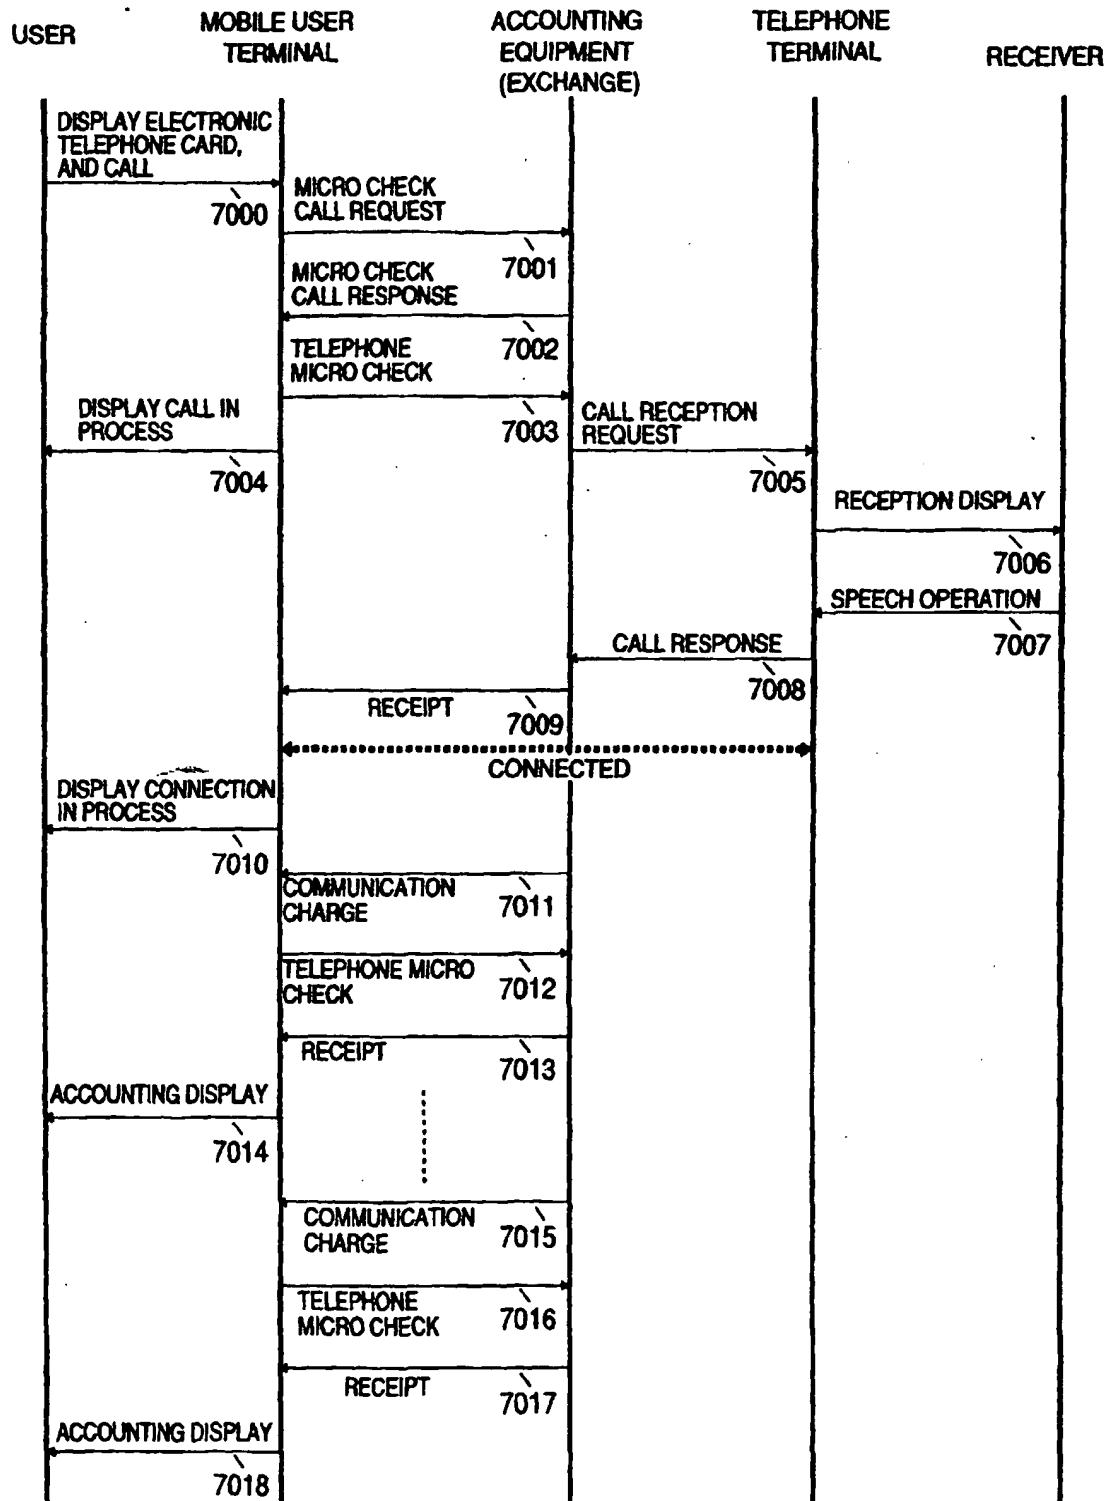 USER
MOBILE USER
TERMINAL
ACCOUNTING
EQUIPMENT
(EXCHANGE)
TELEPHONE
TERMINAL
RECEIVER
DISPLAY ELECTRONIC
TELEPHONE CARD,
AND CALL
7000
MICRO CHECK
CALL REQUEST
7001
MICRO CHECK
CALL RESPONSE
7002
TELEPHONE
MICRO CHECK
7003
DISPLAY CALL IN
PROCESS
7004
CALL RECEPTION
REQUEST
7005
RECEPTION DISPLAY
7006
SPEECH OPERATION
7007
CALL RESPONSE
7008
RECEIPT
7009
CONNECTED
DISPLAY CONNECTION
IN PROCESS
7010
COMMUNICATION
CHARGE
7011
TELEPHONE MICRO
CHECK
7012
RECEIPT
7013
ACCOUNTING DISPLAY
7014
COMMUNICATION
CHARGE
7015
TELEPHONE
MICRO CHECK
7016
RECEIPT
7017
ACCOUNTING DISPLAY
7018